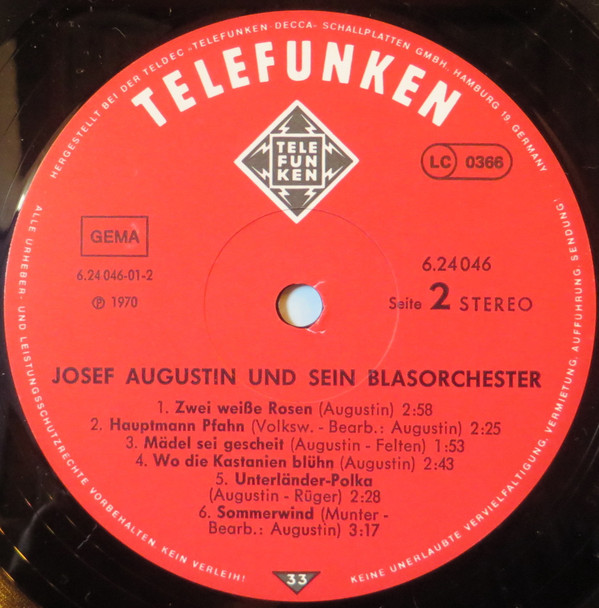 HERGESTELLT BEI DER TELDEC »TELEFUNKEN-DECCA« SCHALLPLATTEN GMBH., HAMBURG 19, GERMANY
TELEFUNKEN
TELE
FUN
KEN
LC 0366
GEMA
6.24 046-01-2
℗ 1970
6.24 046
Seite 2 STEREO
JOSEF AUGUSTIN UND SEIN BLASORCHESTER
1. Zwei weiße Rosen (Augustin) 2:58
2. Hauptmann Pfahn (Volksw. - Bearb.: Augustin) 2:25
3. Mädel sei gescheit (Augustin - Felten) 1:53
4. Wo die Kastanien blühn (Augustin) 2:43
5. Unterländer-Polka
(Augustin - Rüger) 2:28
6. Sommerwind (Munter -
Bearb.: Augustin) 3:17
33
ALLE URHEBER- UND LEISTUNGSSCHUTZRECHTE VORBEHALTEN. KEIN VERLEIH! KEINE UNERLAUBTE VERVIELFÄLTIGUNG, VERMIETUNG, AUFFÜHRUNG, SENDUNG!